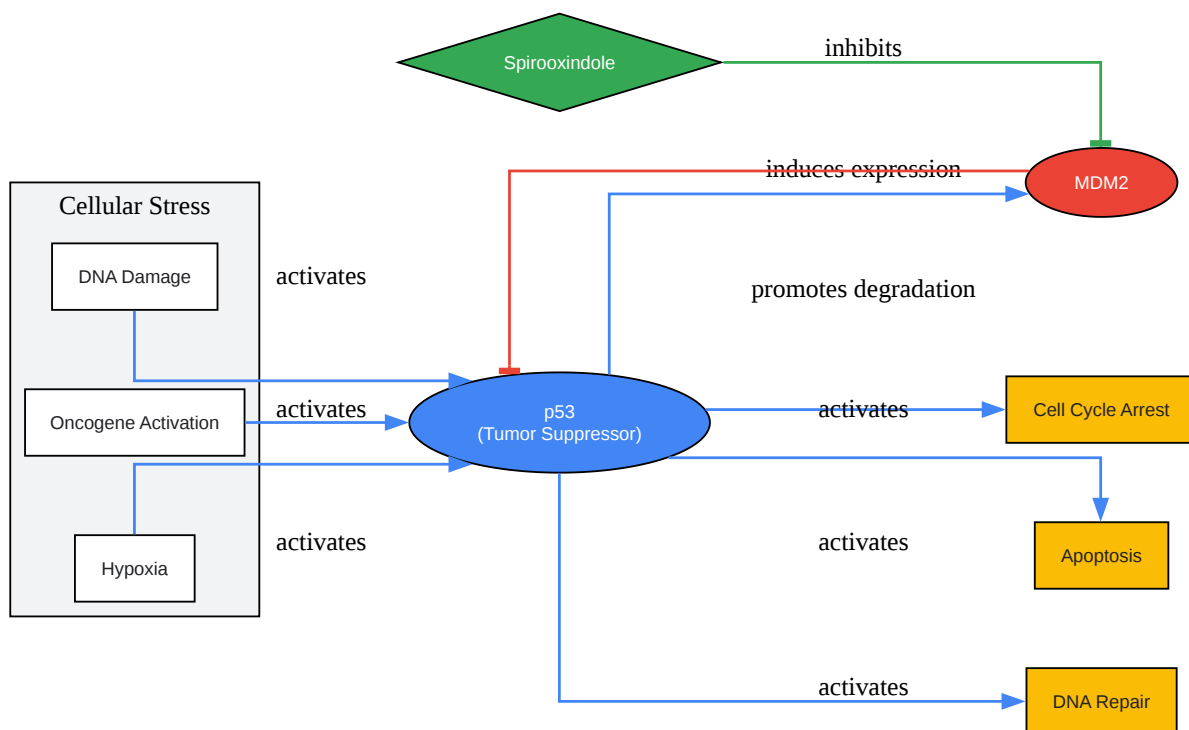 Spirooxindole
inhibits
induces expression
MDM2
Cellular Stress
DNA Damage
activates
promotes degradation
Oncogene Activation
activates
p53
(Tumor Suppressor)
activates
Cell Cycle Arrest
Hypoxia
activates
activates
Apoptosis
activates
DNA Repair